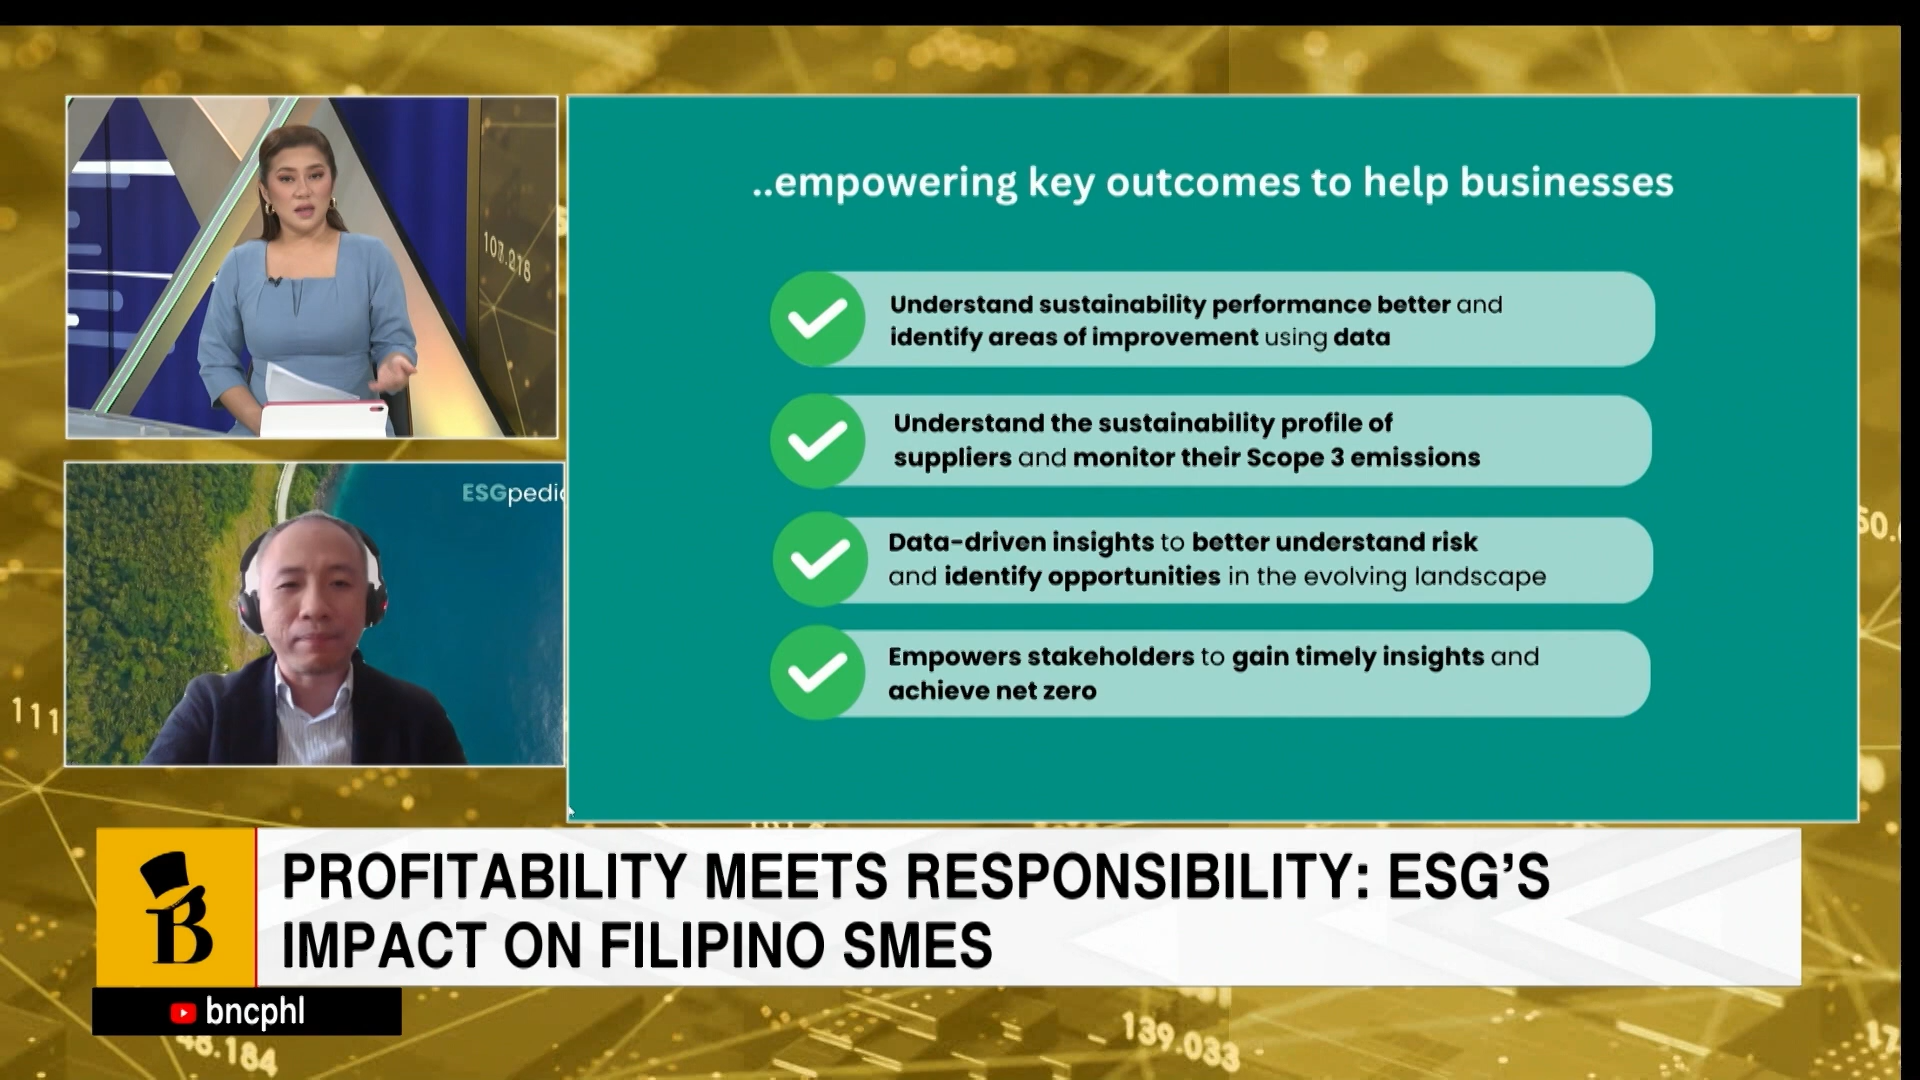 ..empowering key outcomes to help businesses
Understand sustainability performance better and
identify areas of improvement using data
Understand the sustainability profile of
suppliers and monitor their Scope 3 emissions
Data-driven insights to better understand risk
and identify opportunities in the evolving landscape
Empowers stakeholders to gain timely insights and
achieve net zero
107.276
ESGpedia
B
PROFITABILITY MEETS RESPONSIBILITY: ESG'S
IMPACT ON FILIPINO SMES
bncphl
111
139.033